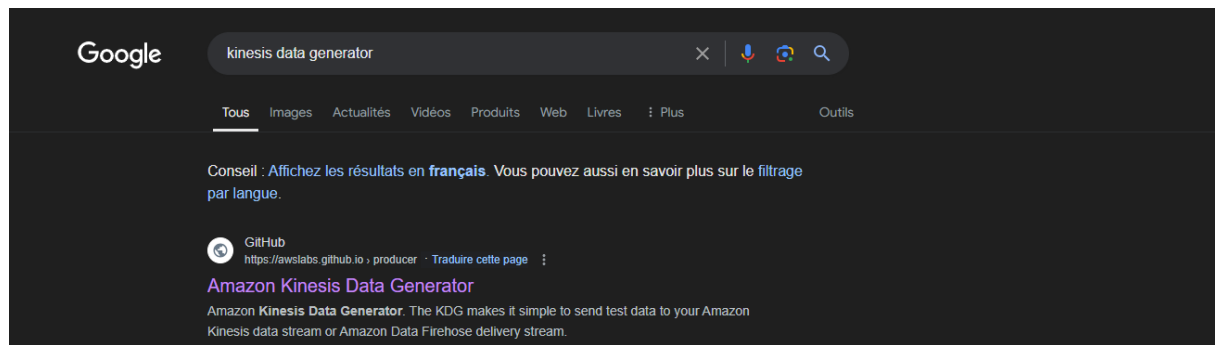 Google
kinesis data generator
Tous Images Actualités Vidéos Produits Web Livres Plus Outils
Conseil : Affichez les résultats en français. Vous pouvez aussi en savoir plus sur le filtrage
par langue.
GitHub
https://awslabs.github.io › producer · Traduire cette page
Amazon Kinesis Data Generator
Amazon Kinesis Data Generator. The KDG makes it simple to send test data to your Amazon
Kinesis data stream or Amazon Data Firehose delivery stream.